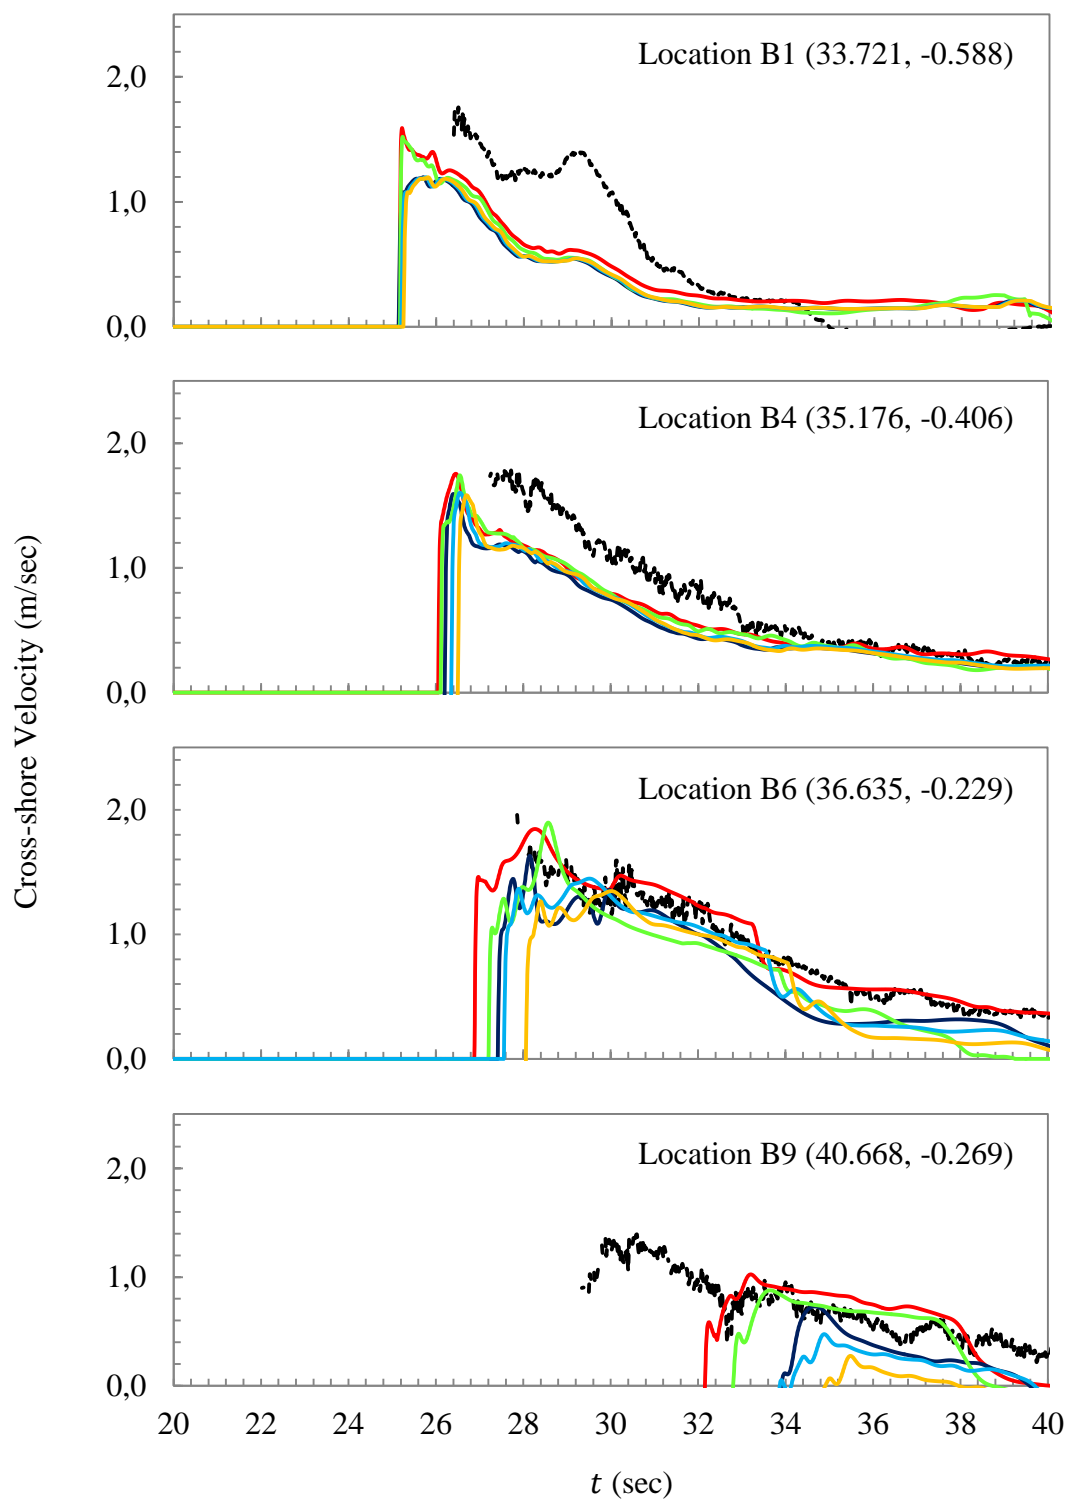 Cross-shore Velocity (m/sec)
Location B1 (33.721, -0.588)
2,0
1,0
0,0
Location B4 (35.176, -0.406)
2,0
1,0
0,0
Location B6 (36.635, -0.229)
2,0
1,0
0,0
Location B9 (40.668, -0.269)
2,0
1,0
0,0
20 22 24 26 28 30 32 34 36 38 40
t (sec)